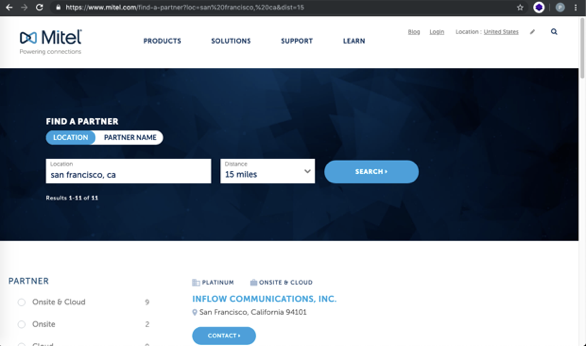 https://www.mitel.com/find-a-partner?loc=san%20francisco,%20ca&dist=15
Mitel
Powering connections
PRODUCTS SOLUTIONS SUPPORT LEARN
Blog Login Location : United States
FIND A PARTNER
LOCATION PARTNER NAME
Location
san francisco, ca
Distance
15 miles
SEARCH ›
Results 1-11 of 11
PARTNER
Onsite & Cloud 9
Onsite 2
Cloud 0
PLATINUM ONSITE & CLOUD
INFLOW COMMUNICATIONS, INC.
San Francisco, California 94101
CONTACT ›